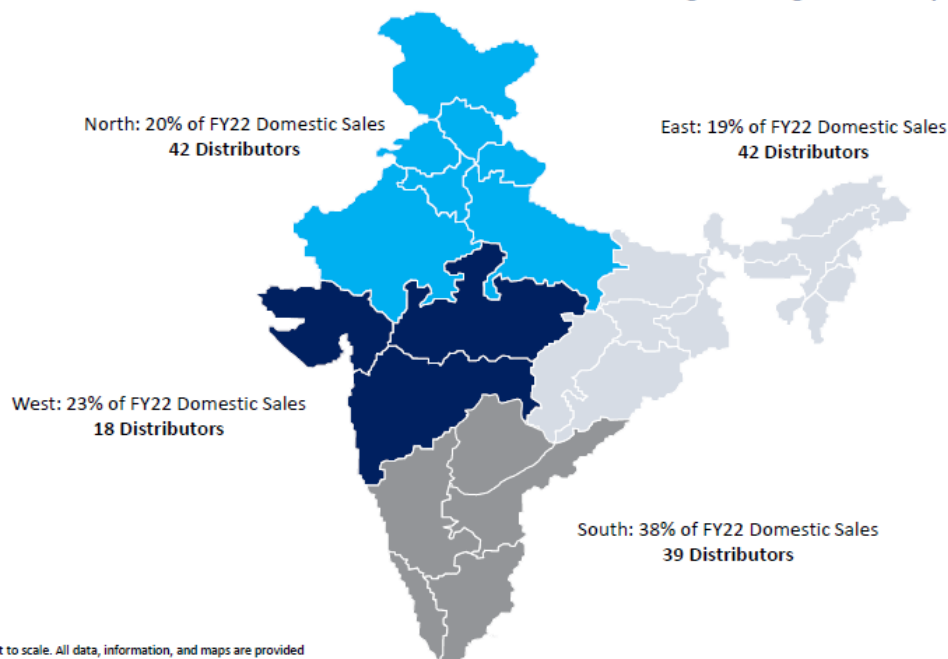 North: 20% of FY22 Domestic Sales
42 Distributors
East: 19% of FY22 Domestic Sales
42 Distributors
West: 23% of FY22 Domestic Sales
18 Distributors
South: 38% of FY22 Domestic Sales
39 Distributors
to scale. All data, information, and maps are provided